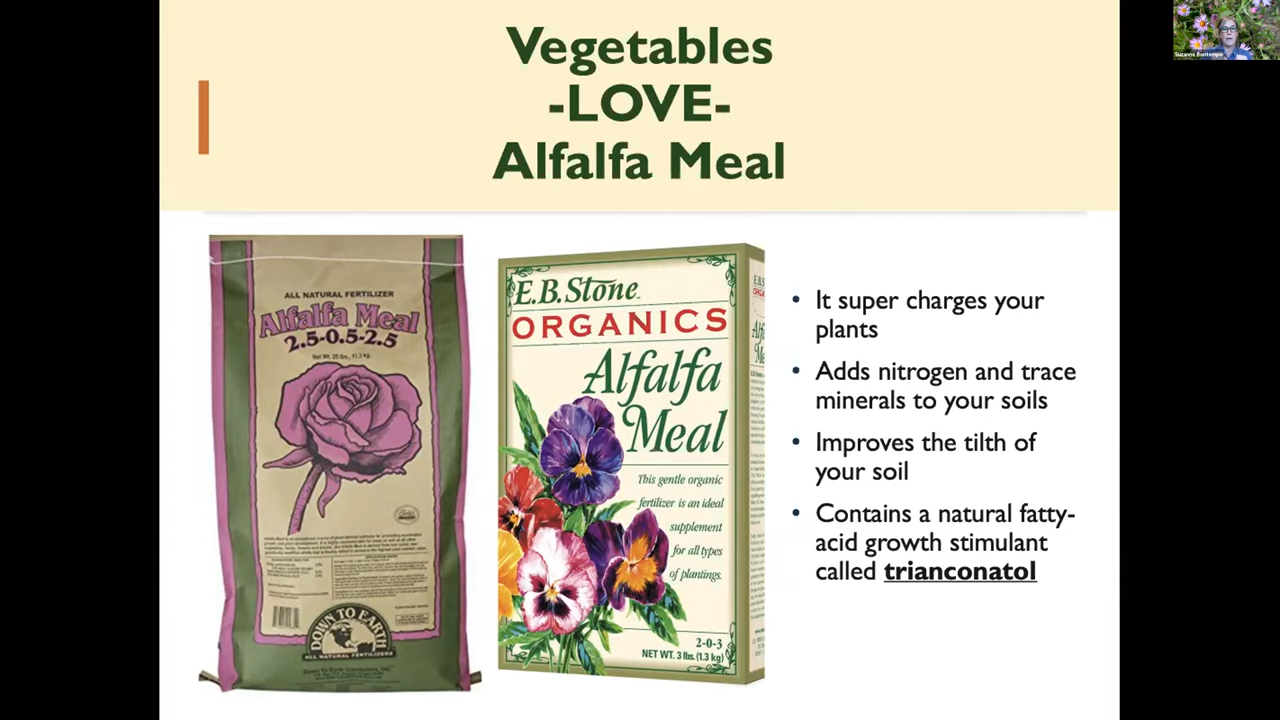 Vegetables
-LOVE-
Alfalfa Meal
Suzanne Bontempo
ALL NATURAL FERTILIZER
Alfalfa Meal
2.5-0.5-2.5
Net Wt. 25 lbs., 11.3 kg
DOWN TO EARTH
ALL NATURAL FERTILIZERS
E.B. Stone
ORGANICS
Alfalfa
Meal
This gentle organic
fertilizer is an ideal
supplement
for all types
of plantings.
2-0-3
NET WT. 3 lbs. (1.3 kg)
• It super charges your
plants
• Adds nitrogen and trace
minerals to your soils
• Improves the tilth of
your soil
• Contains a natural fatty-
acid growth stimulant
called trianconatol